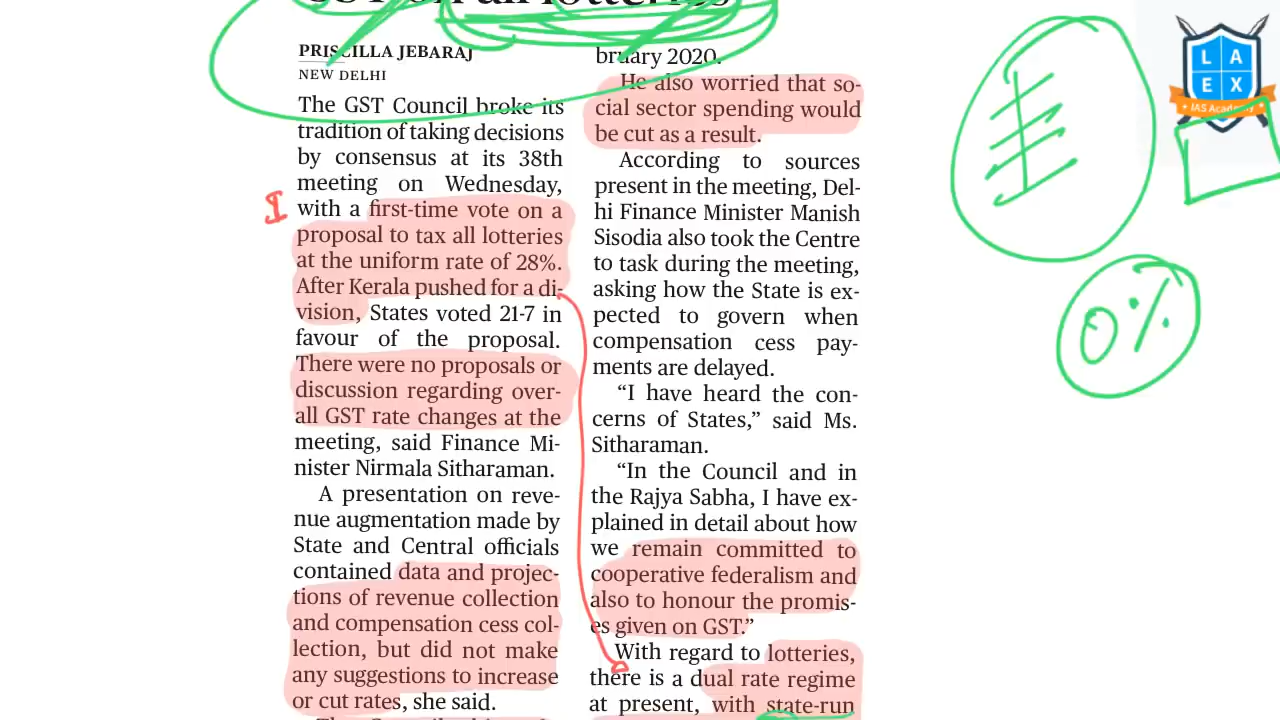 GST on all lotteries
PRISCILLA JEBARAJ
NEW DELHI
The GST Council broke its
tradition of taking decisions
by consensus at its 38th
meeting on Wednesday,
with a first-time vote on a
proposal to tax all lotteries
at the uniform rate of 28%.
After Kerala pushed for a di-
vision, States voted 21-7 in
favour of the proposal.
There were no proposals or
discussion regarding over-
all GST rate changes at the
meeting, said Finance Mi-
nister Nirmala Sitharaman.
A presentation on reve-
nue augmentation made by
State and Central officials
contained data and projec-
tions of revenue collection
and compensation cess col-
lection, but did not make
any suggestions to increase
or cut rates, she said.
bruary 2020.
He also worried that so-
cial sector spending would
be cut as a result.
According to sources
present in the meeting, Del-
hi Finance Minister Manish
Sisodia also took the Centre
to task during the meeting,
asking how the State is ex-
pected to govern when
compensation cess pay-
ments are delayed.
“I have heard the con-
cerns of States,” said Ms.
Sitharaman.
“In the Council and in
the Rajya Sabha, I have ex-
plained in detail about how
we remain committed to
cooperative federalism and
also to honour the promis-
es given on GST.”
With regard to lotteries,
there is a dual rate regime
at present, with state-run
LA
EX
IAS Academy
0%